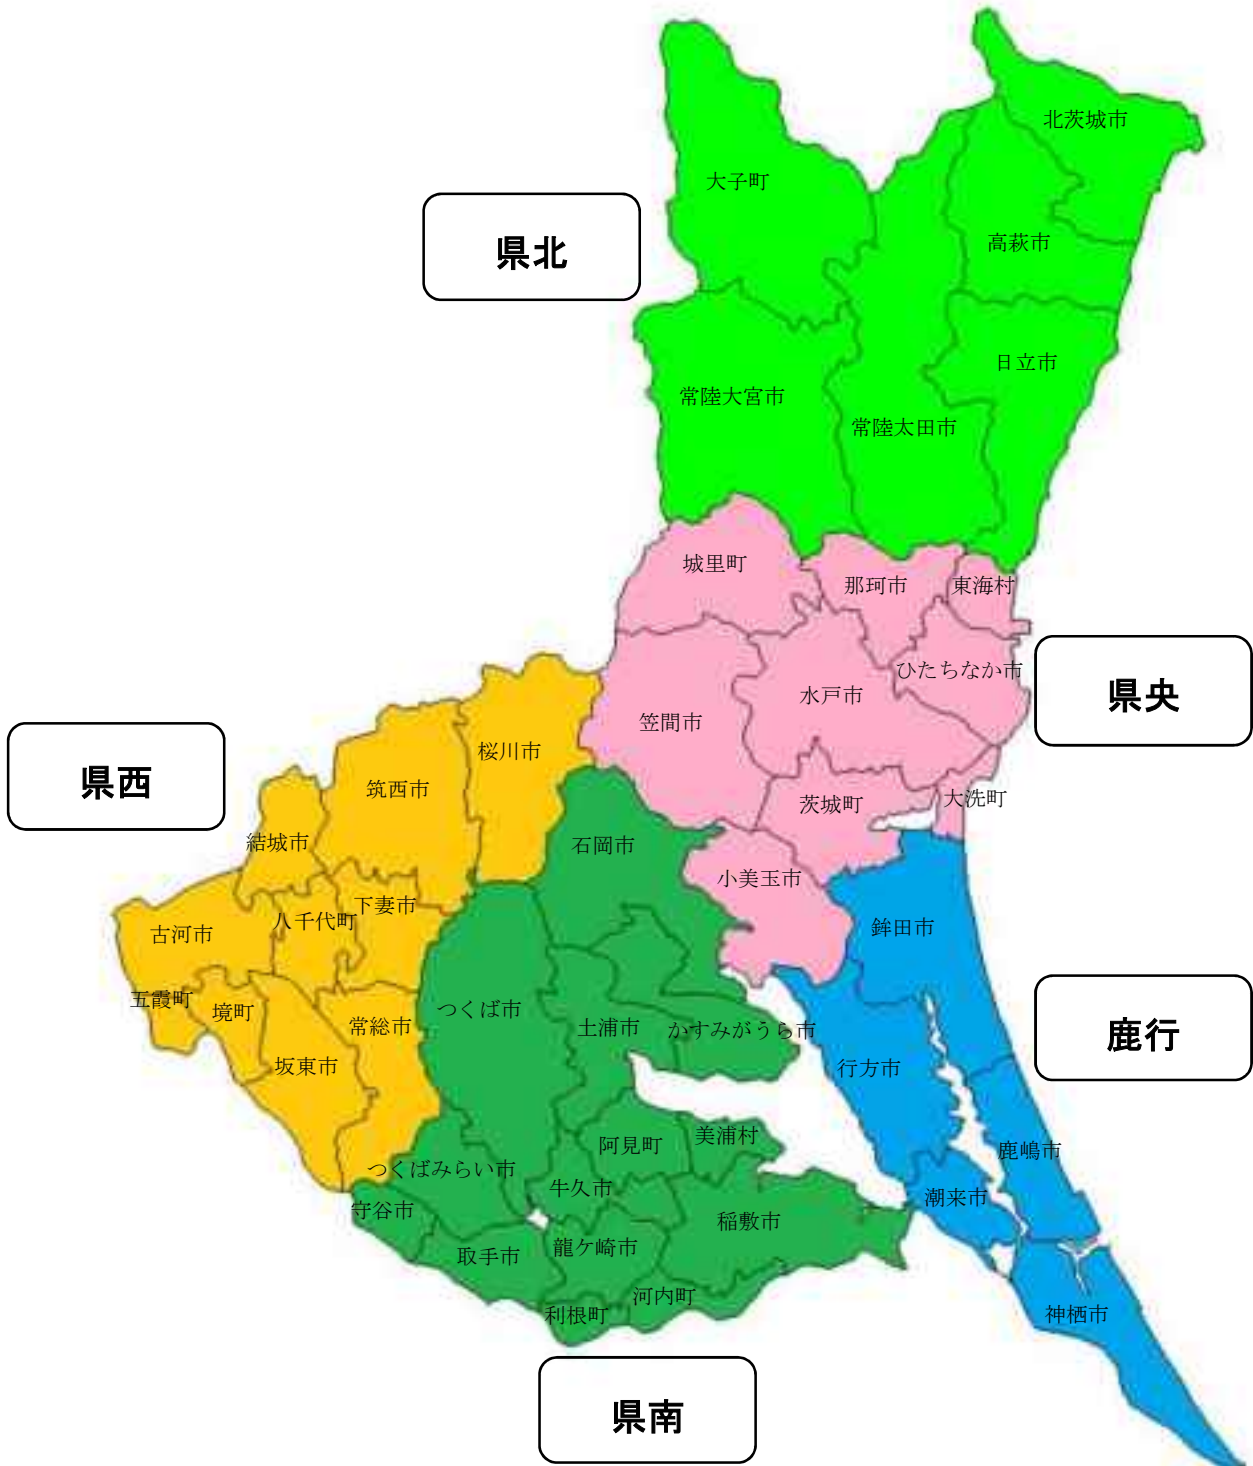 北茨城市
大子町
県北
高萩市
日立市
常陸大宮市
常陸太田市
城里町
那珂市
東海村
ひたちなか市
県央
水戸市
笠間市
桜川市
県西
筑西市
茨城町
大洗町
結城市
石岡市
小美玉市
下妻市
八千代町
古河市
鉾田市
五霞町
境町
つくば市
常総市
土浦市
かすみがうら市
鹿行
坂東市
行方市
阿見町
美浦村
鹿嶋市
つくばみらい市
牛久市
潮来市
守谷市
稲敷市
取手市
龍ケ崎市
河内町
利根町
神栖市
県南